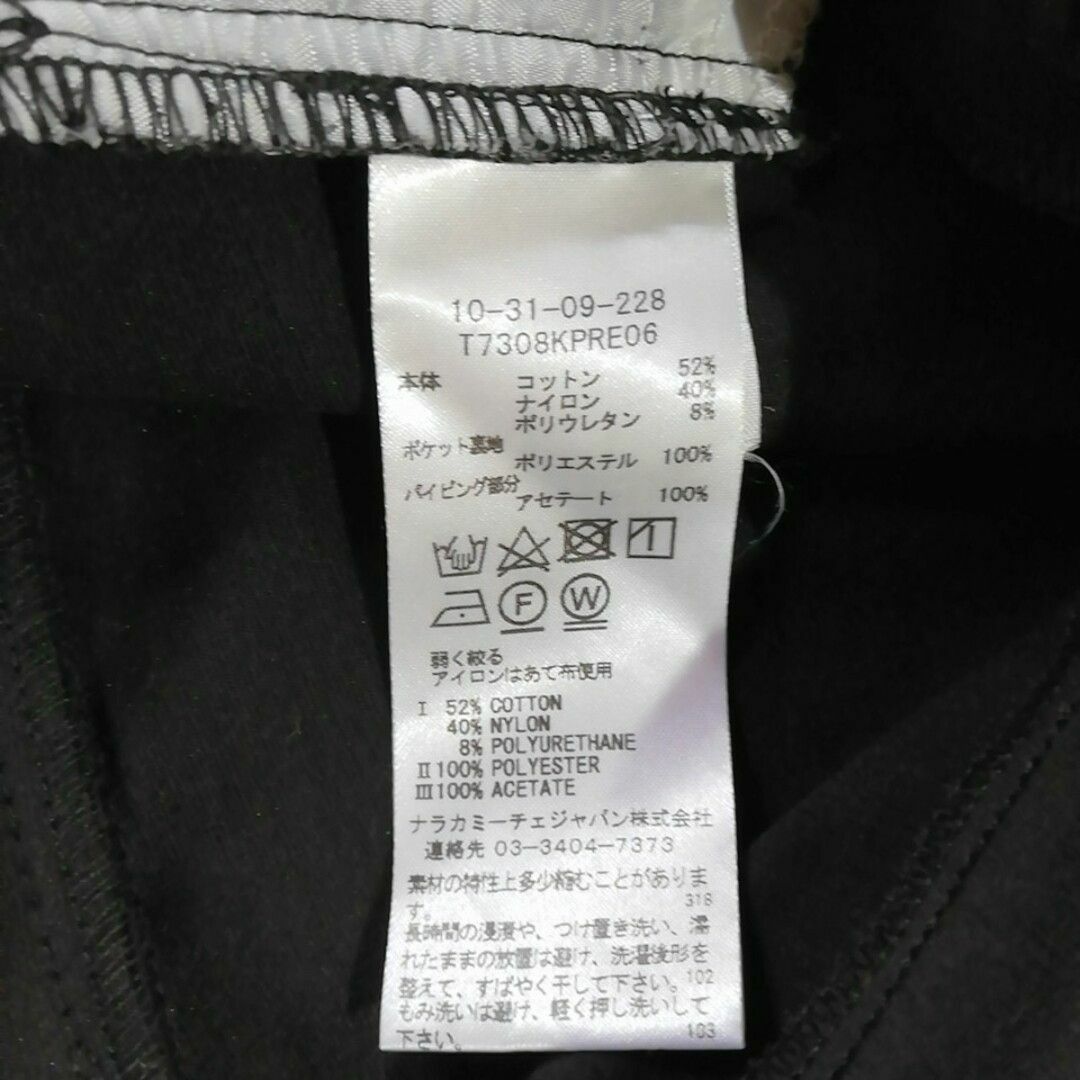 10-31-09-228
T7308KPRE06
本体 コットン 52%
ナイロン 40%
ポリウレタン 8%
ポケット裏地 ポリエステル 100%
パイピング部分 アセテート 100%
F W
弱く絞る
アイロンはあて布使用
Ⅰ 52% COTTON
40% NYLON
8% POLYURETHANE
Ⅱ100% POLYESTER
Ⅲ100% ACETATE
ナラカミーチェジャパン株式会社
連絡先 03-3404-7373
素材の特性上多少縮むことがありま
す。 318
長時間の浸漬や、つけ置き洗い、濡
れたままの放置は避け、洗濯後形を
整えて、すばやく干して下さい。102
もみ洗いは避け、軽く押し洗いして
下さい。 103